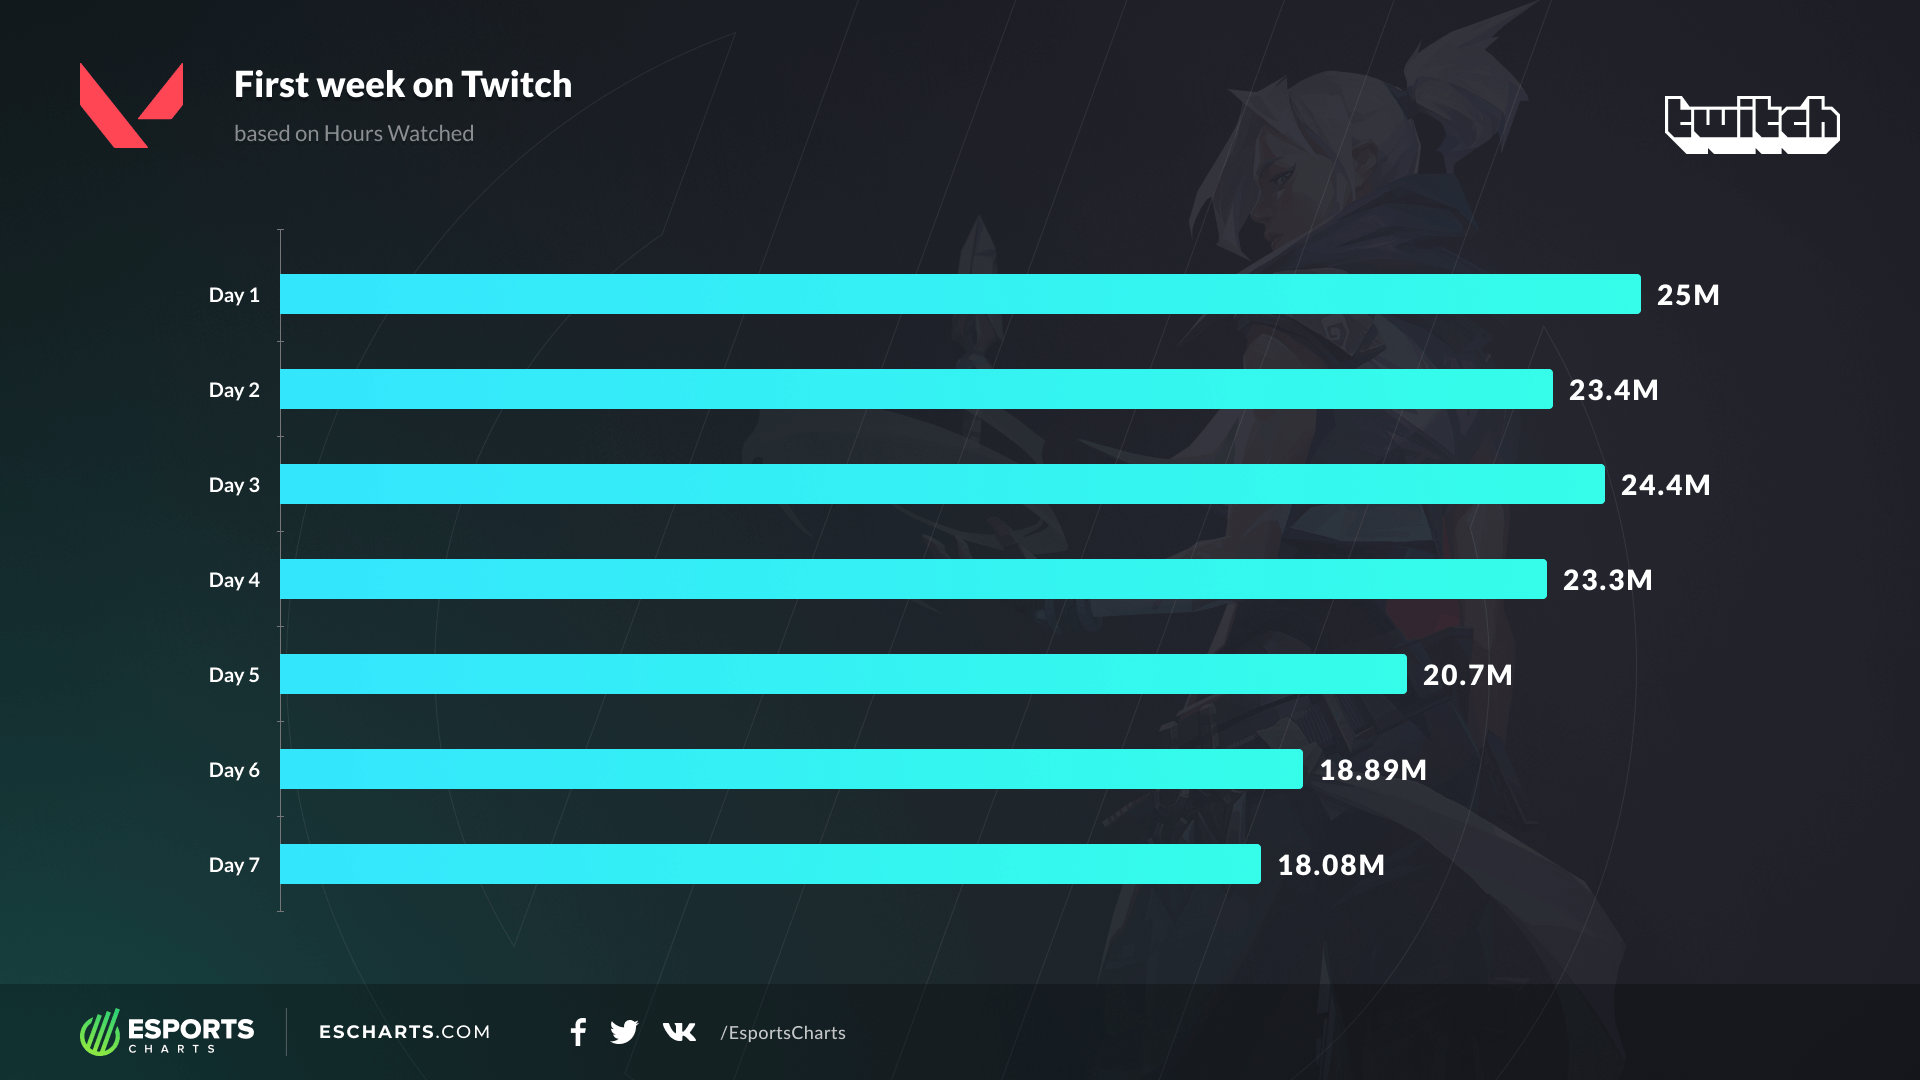 First week on Twitch
based on Hours Watched
twitch
Day 1 25M
Day 2 23.4M
Day 3 24.4M
Day 4 23.3M
Day 5 20.7M
Day 6 18.89M
Day 7 18.08M
ESPORTS
CHARTS
ESCHARTS.COM
/EsportsCharts